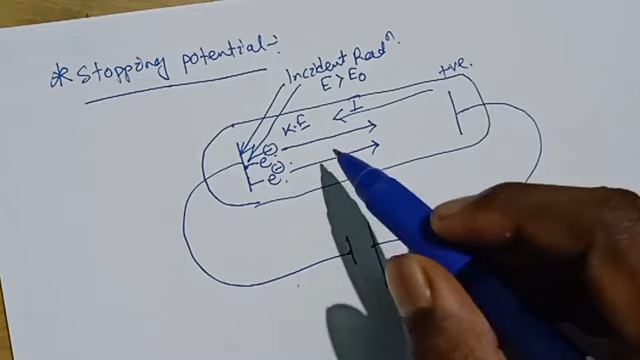 * Stopping potential:
Incident Radⁿ.
E > E₀
+ve.
I
K.E
e⊖:
e⊖: